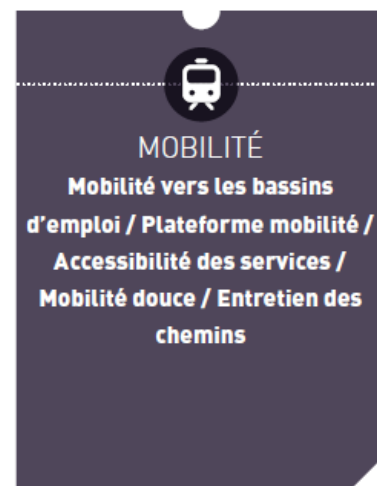 MOBILITÉ
Mobilité vers les bassins
d'emploi / Plateforme mobilité /
Accessibilité des services /
Mobilité douce / Entretien des
chemins